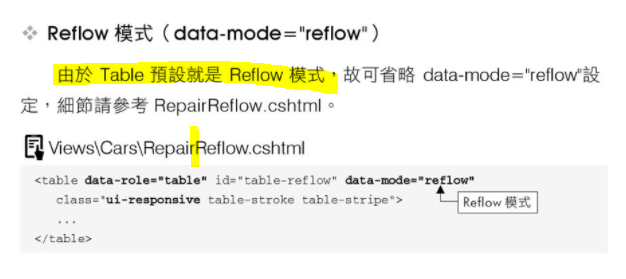 ❖ Reflow 模式（data-mode="reflow"）
由於 Table 預設就是 Reflow 模式，故可省略 data-mode="reflow"設
定，細節請參考 RepairReflow.cshtml。
Views\Cars\RepairReflow.cshtml
<table data-role="table" id="table-reflow" data-mode="reflow"
class="ui-responsive table-stroke table-stripe">
Reflow 模式
...
</table>